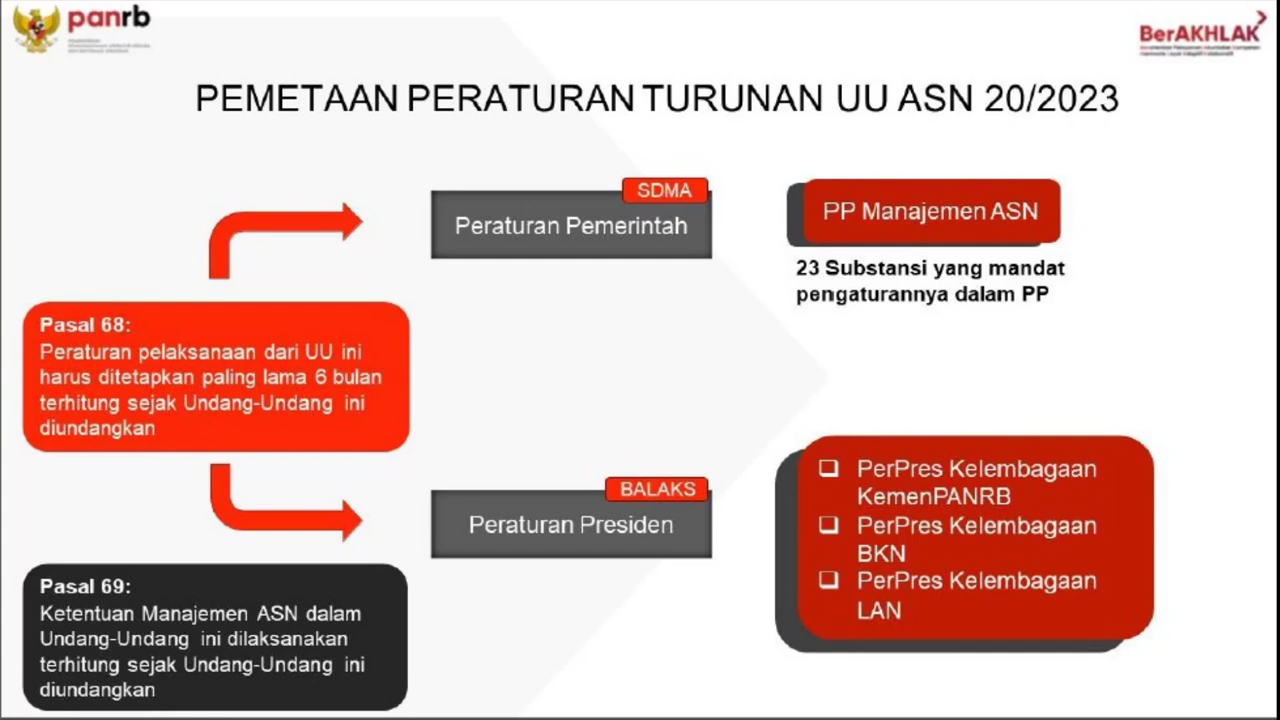 panrb
BerAKHLAK
PEMETAAN PERATURAN TURUNAN UU ASN 20/2023
SDMA
Peraturan Pemerintah
PP Manajemen ASN
23 Substansi yang mandat
pengaturannya dalam PP
Pasal 68:
Peraturan pelaksanaan dari UU ini
harus ditetapkan paling lama 6 bulan
terhitung sejak Undang-Undang ini
diundangkan
BALAKS
Peraturan Presiden
PerPres Kelembagaan
KemenPANRB
PerPres Kelembagaan
BKN
PerPres Kelembagaan
LAN
Pasal 69:
Ketentuan Manajemen ASN dalam
Undang-Undang ini dilaksanakan
terhitung sejak Undang-Undang ini
diundangkan